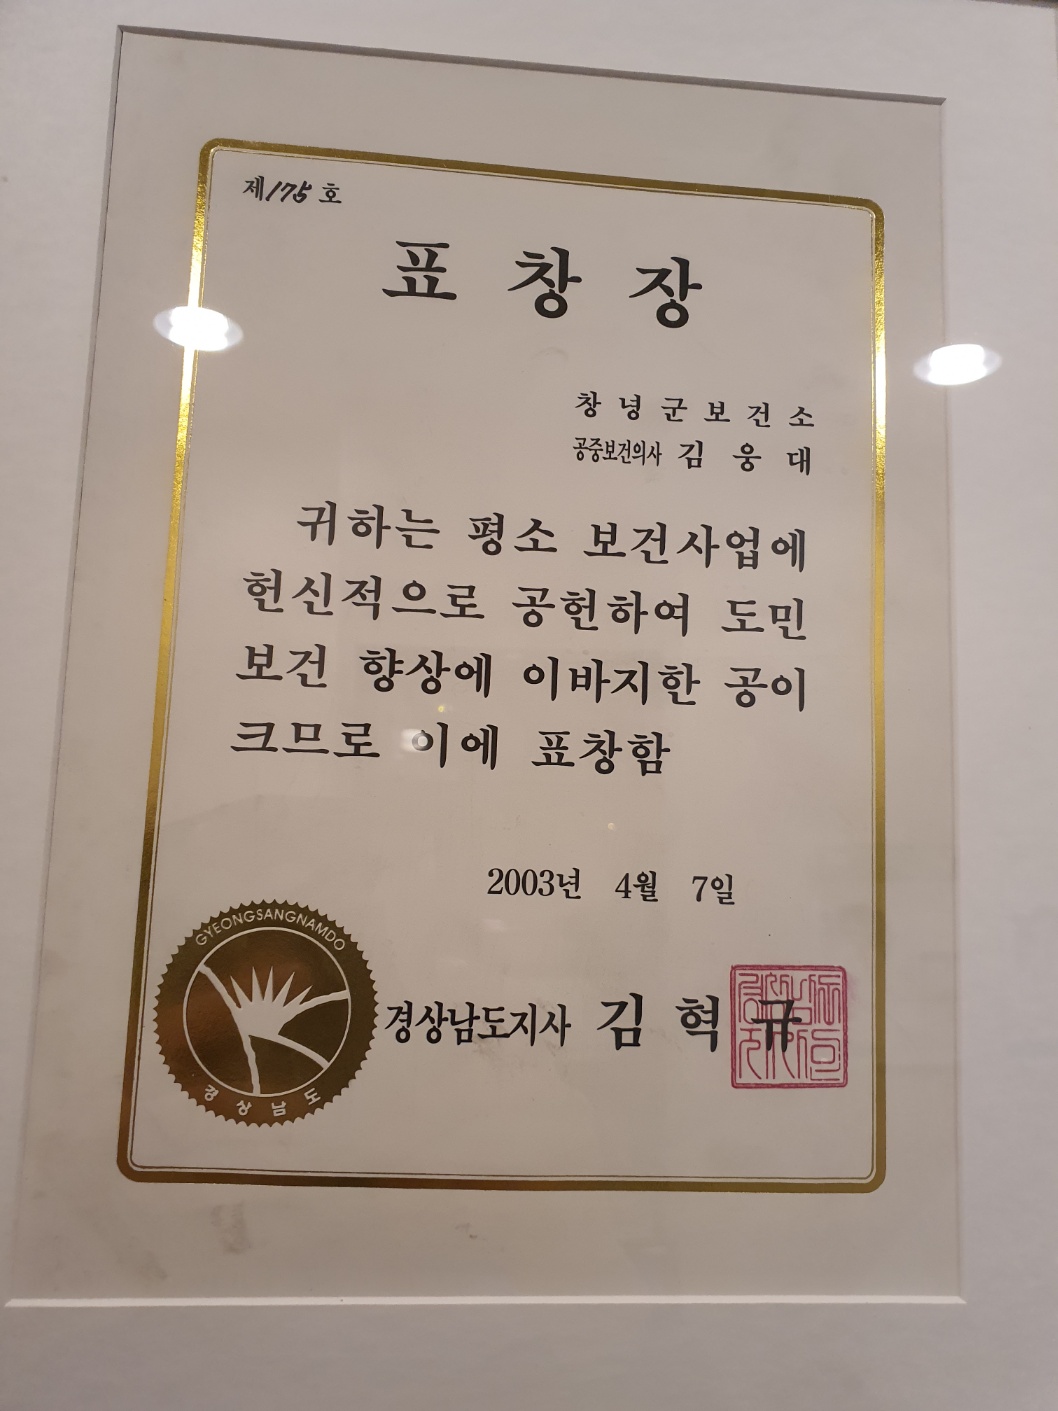 제175 호
표 창 장
창 녕 군 보 건 소
공중보건의사 김 웅 대
귀하는 평소 보건사업에
헌신적으로 공헌하여 도민
보건 향상에 이바지한 공이
크므로 이에 표창함
2003년 4월 7일
GYEONGSANGNAMDO
경상남도
경상남도지사 김 혁 규